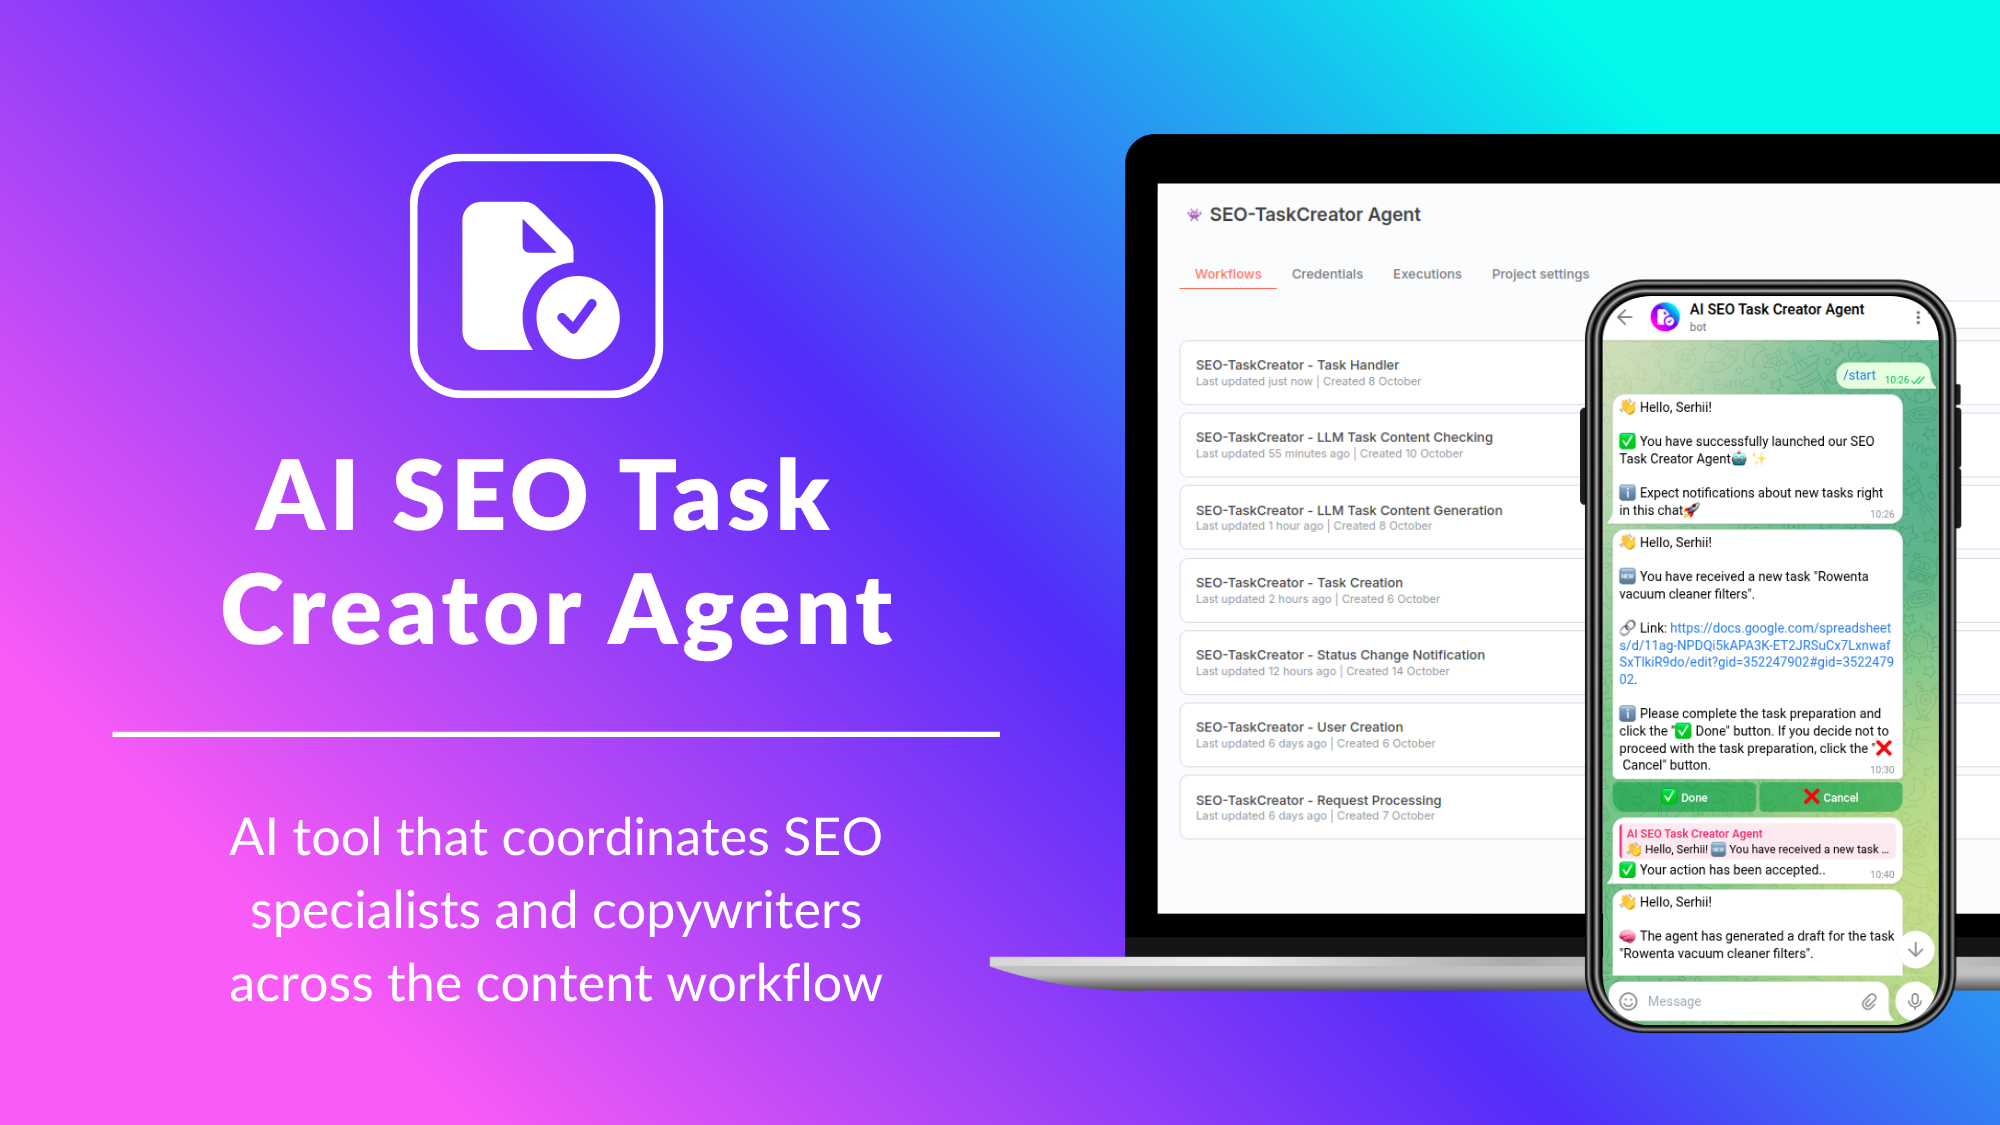 AI SEO Task
Creator Agent
AI tool that coordinates SEO
specialists and copywriters
across the content workflow
SEO-TaskCreator Agent
Workflows
Credentials
Executions
Project settings
SEO-TaskCreator - Task Handler
Last updated just now | Created 8 October
SEO-TaskCreator - LLM Task Content Checking
Last updated 55 minutes ago | Created 10 October
SEO-TaskCreator - LLM Task Content Generation
Last updated 1 hour ago | Created 8 October
SEO-TaskCreator - Task Creation
Last updated 2 hours ago | Created 6 October
SEO-TaskCreator - Status Change Notification
Last updated 12 hours ago | Created 14 October
SEO-TaskCreator - User Creation
Last updated 6 days ago | Created 6 October
SEO-TaskCreator - Request Processing
Last updated 6 days ago | Created 7 October
AI SEO Task Creator Agent
bot
/start 10:26
👋 Hello, Serhii!
✅ You have successfully launched our SEO
Task Creator Agent🤖 ✨
ℹ️ Expect notifications about new tasks right
in this chat🚀
10:26
👋 Hello, Serhii!
🆕 You have received a new task "Rowenta
vacuum cleaner filters".
🔗 Link: https://docs.google.com/spreadsheet
s/d/11ag-NPDQi5kAPA3K-ET2JRSuCx7Lxnwaf
SxTlkiR9do/edit?gid=352247902#gid=3522479
02.
ℹ️ Please complete the task preparation and
click the "✅ Done" button. If you decide not to
proceed with the task preparation, click the "❌
Cancel" button.
10:30
✅ Done
❌ Cancel
AI SEO Task Creator Agent
👋 Hello, Serhii! 🆕 You have received a new task ...
✅ Your action has been accepted..
10:40
👋 Hello, Serhii!
🧠 The agent has generated a draft for the task
"Rowenta vacuum cleaner filters".
Message